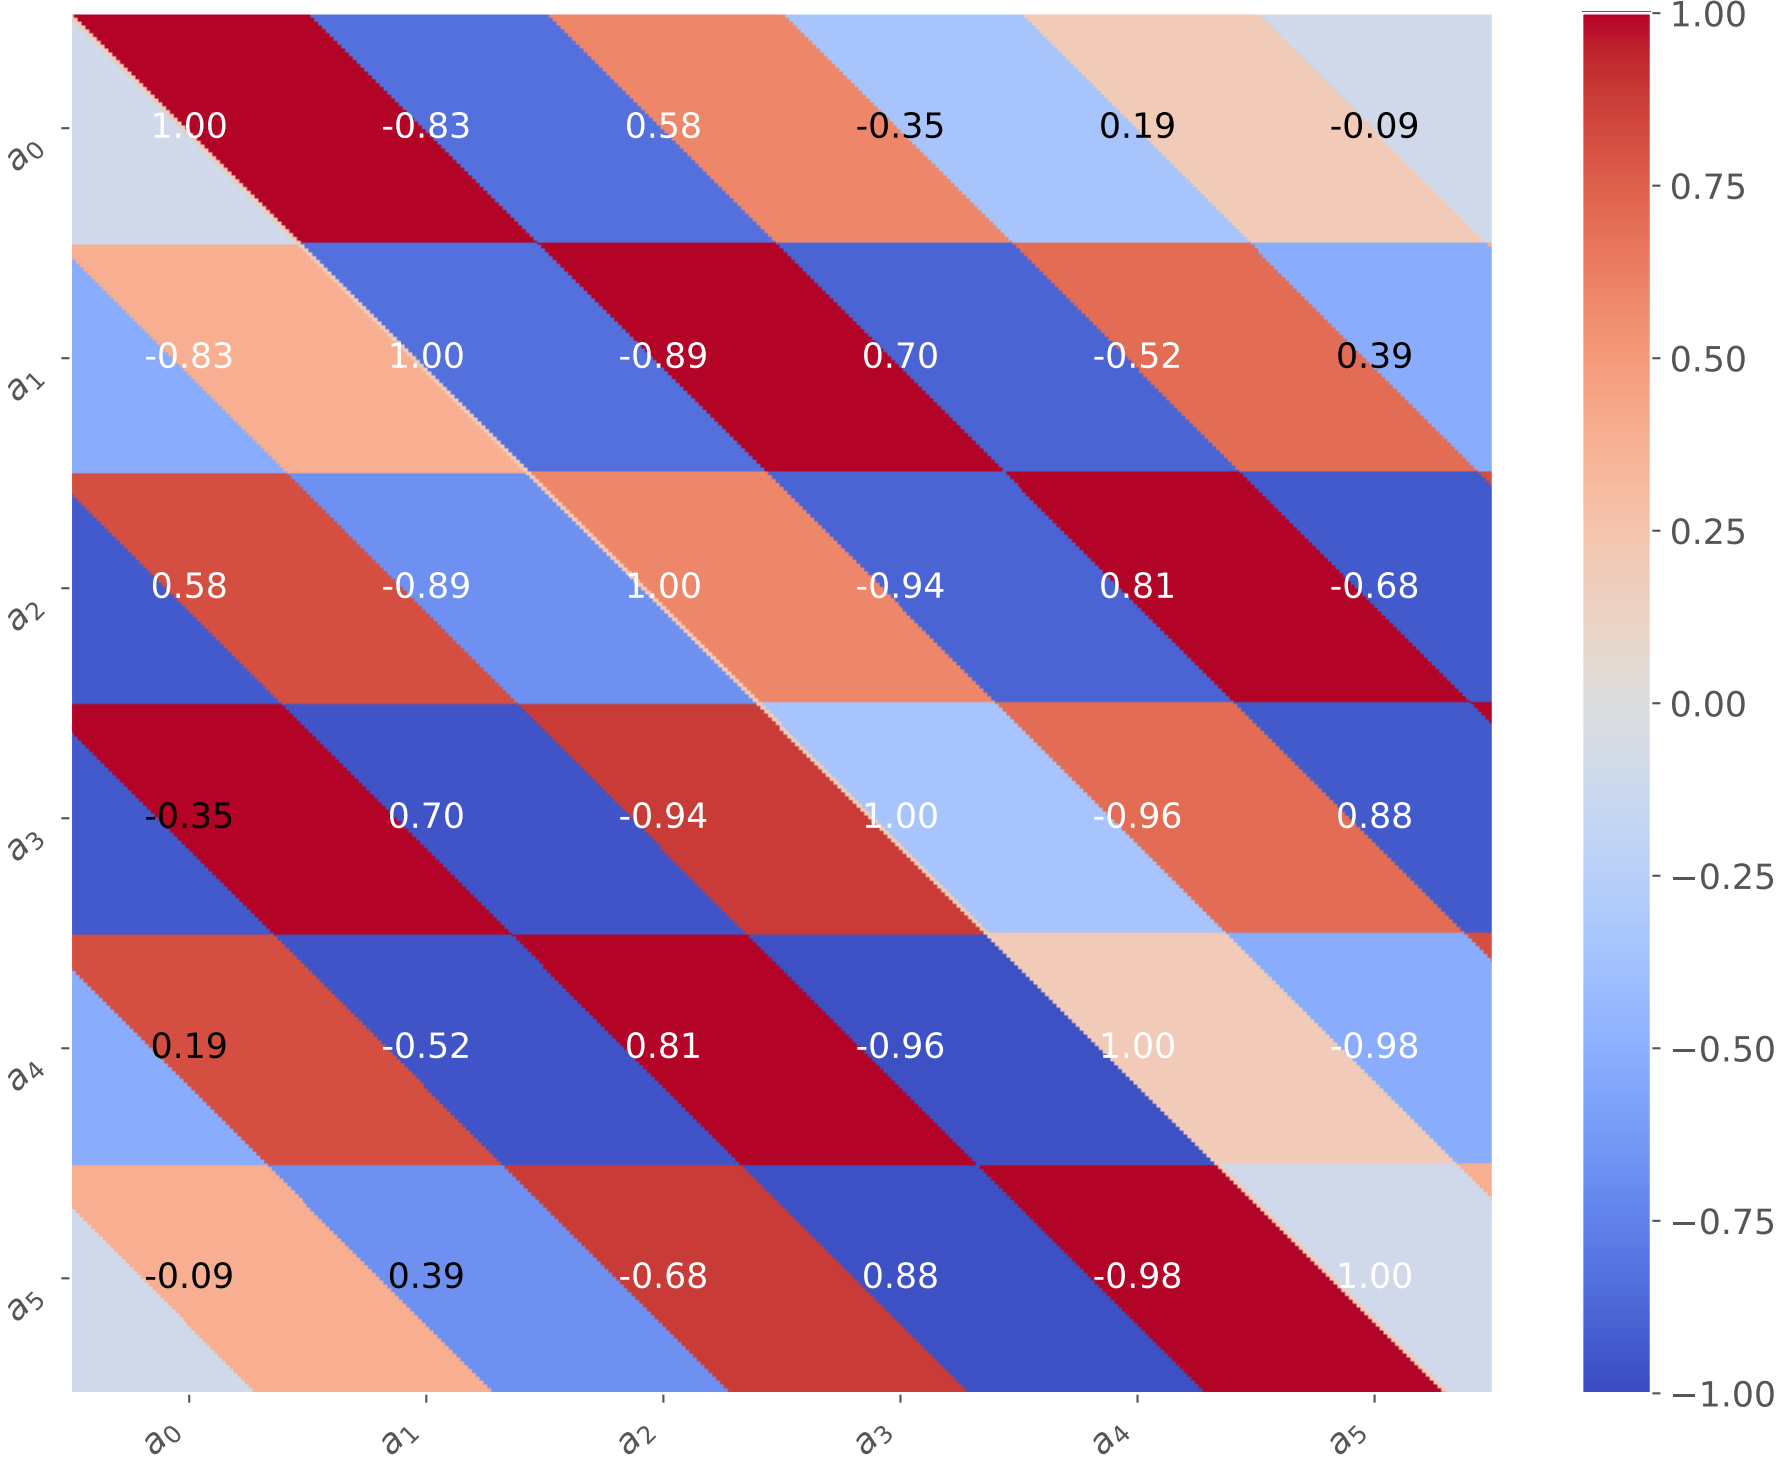 1.00
a0 1.00 -0.83 0.58 -0.35 0.19 -0.09
0.75
0.50
a1 -0.83 1.00 -0.89 0.70 -0.52 0.39
0.25
a2 0.58 -0.89 1.00 -0.94 0.81 -0.68
0.00
a3 -0.35 0.70 -0.94 1.00 -0.96 0.88
−0.25
a4 0.19 -0.52 0.81 -0.96 1.00 -0.98
−0.50
−0.75
a5 -0.09 0.39 -0.68 0.88 -0.98 1.00
−1.00
a0 a1 a2 a3 a4 a5